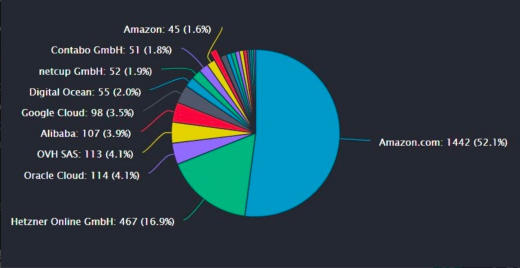 Amazon: 45 (1.6%)
Contabo GmbH: 51 (1.8%)
netcup GmbH: 52 (1.9%)
Digital Ocean: 55 (2.0%)
Google Cloud: 98 (3.5%)
Alibaba: 107 (3.9%)
OVH SAS: 113 (4.1%)
Oracle Cloud: 114 (4.1%)
Hetzner Online GmbH: 467 (16.9%)
Amazon.com: 1442 (52.1%)